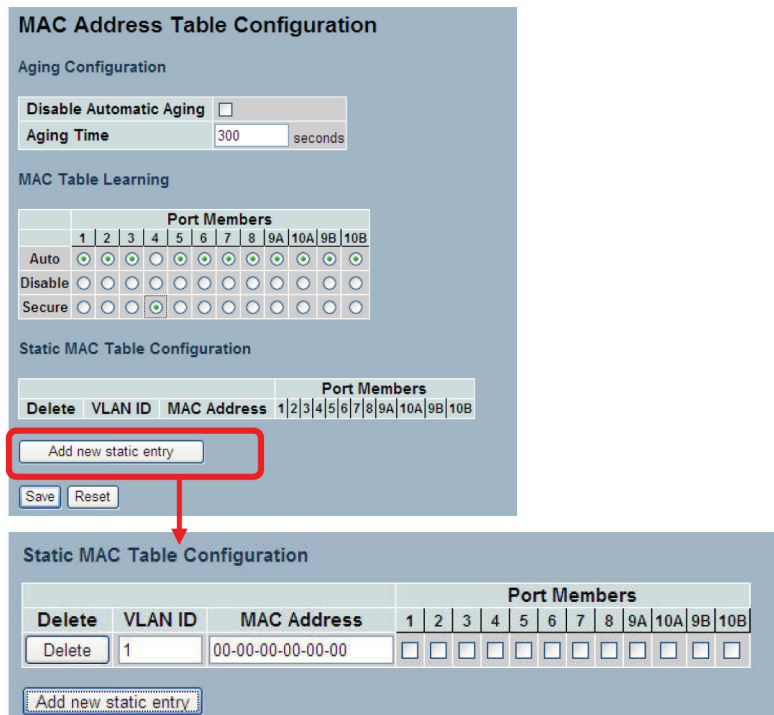 MAC Address Table Configuration
Aging Configuration
Disable Automatic Aging
Aging Time 300 seconds
MAC Table Learning
Port Members
1 2 3 4 5 6 7 8 9A 10A 9B 10B
Auto
Disable
Secure
Static MAC Table Configuration
Port Members
Delete VLAN ID MAC Address 1 2 3 4 5 6 7 8 9A 10A 9B 10B
Add new static entry
Save Reset
Static MAC Table Configuration
Port Members
Delete VLAN ID MAC Address 1 2 3 4 5 6 7 8 9A 10A 9B 10B
Delete 1 00-00-00-00-00-00
Add new static entry